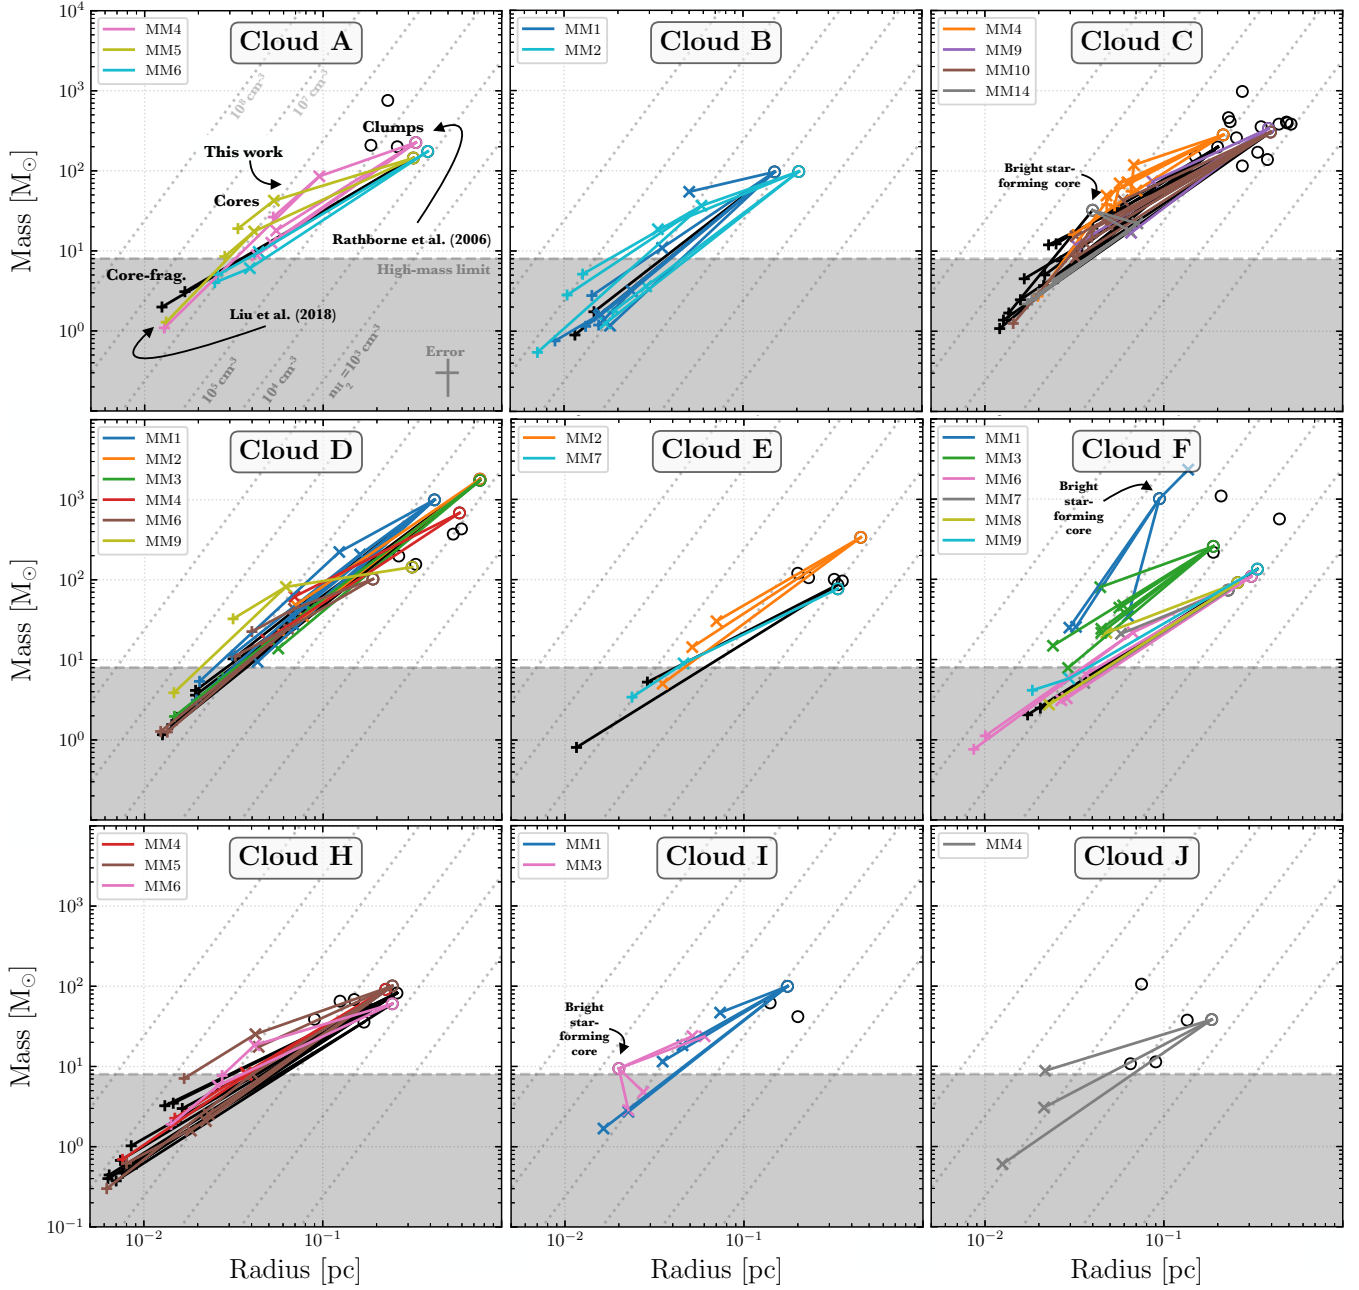 Cloud A
MM4
MM5
MM6
10⁸ cm⁻³
10⁷ cm⁻³
Clumps
This work
Cores
Rathborne et al. (2006)
High-mass limit
Core-frag.
Liu et al. (2018)
Error
10⁵ cm⁻³
10⁴ cm⁻³
n_H₂=10³ cm⁻³
Cloud B
MM1
MM2
Cloud C
MM4
MM9
MM10
MM14
Bright star-
forming core
10⁴
10³
10²
10¹
10⁰
Mass [M⊙]
Cloud D
MM1
MM2
MM3
MM4
MM6
MM9
Cloud E
MM2
MM7
Cloud F
MM1
MM3
MM6
MM7
MM8
MM9
Bright
star-
forming
core
10³
10²
10¹
10⁰
Mass [M⊙]
Cloud H
MM4
MM5
MM6
Cloud I
MM1
MM3
Bright
star-
forming
core
Cloud J
MM4
10³
10²
10¹
10⁰
10⁻¹
Mass [M⊙]
10⁻² 10⁻¹
10⁻² 10⁻¹
10⁻² 10⁻¹
Radius [pc]
Radius [pc]
Radius [pc]